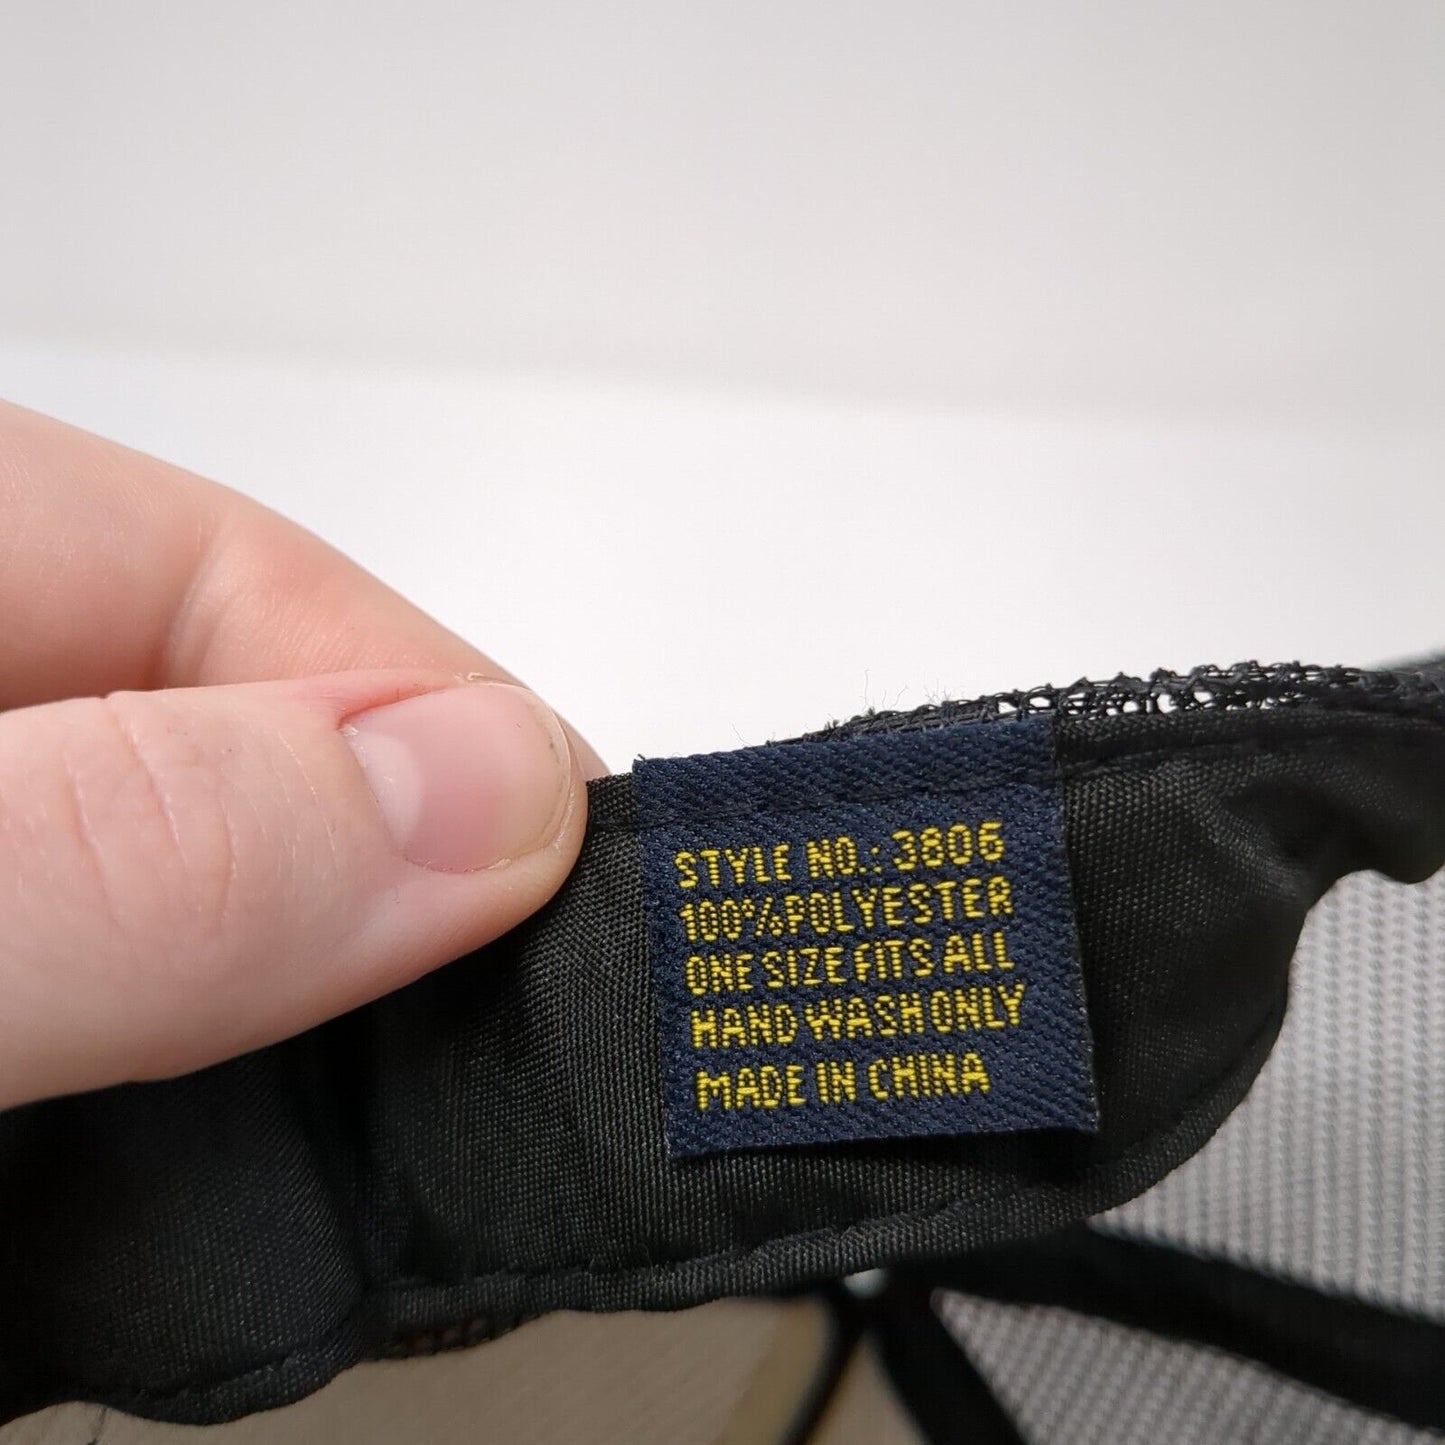 STYLE NO.: 3806
100%POLYESTER
ONE SIZE FITS ALL
HAND WASH ONLY
MADE IN CHINA